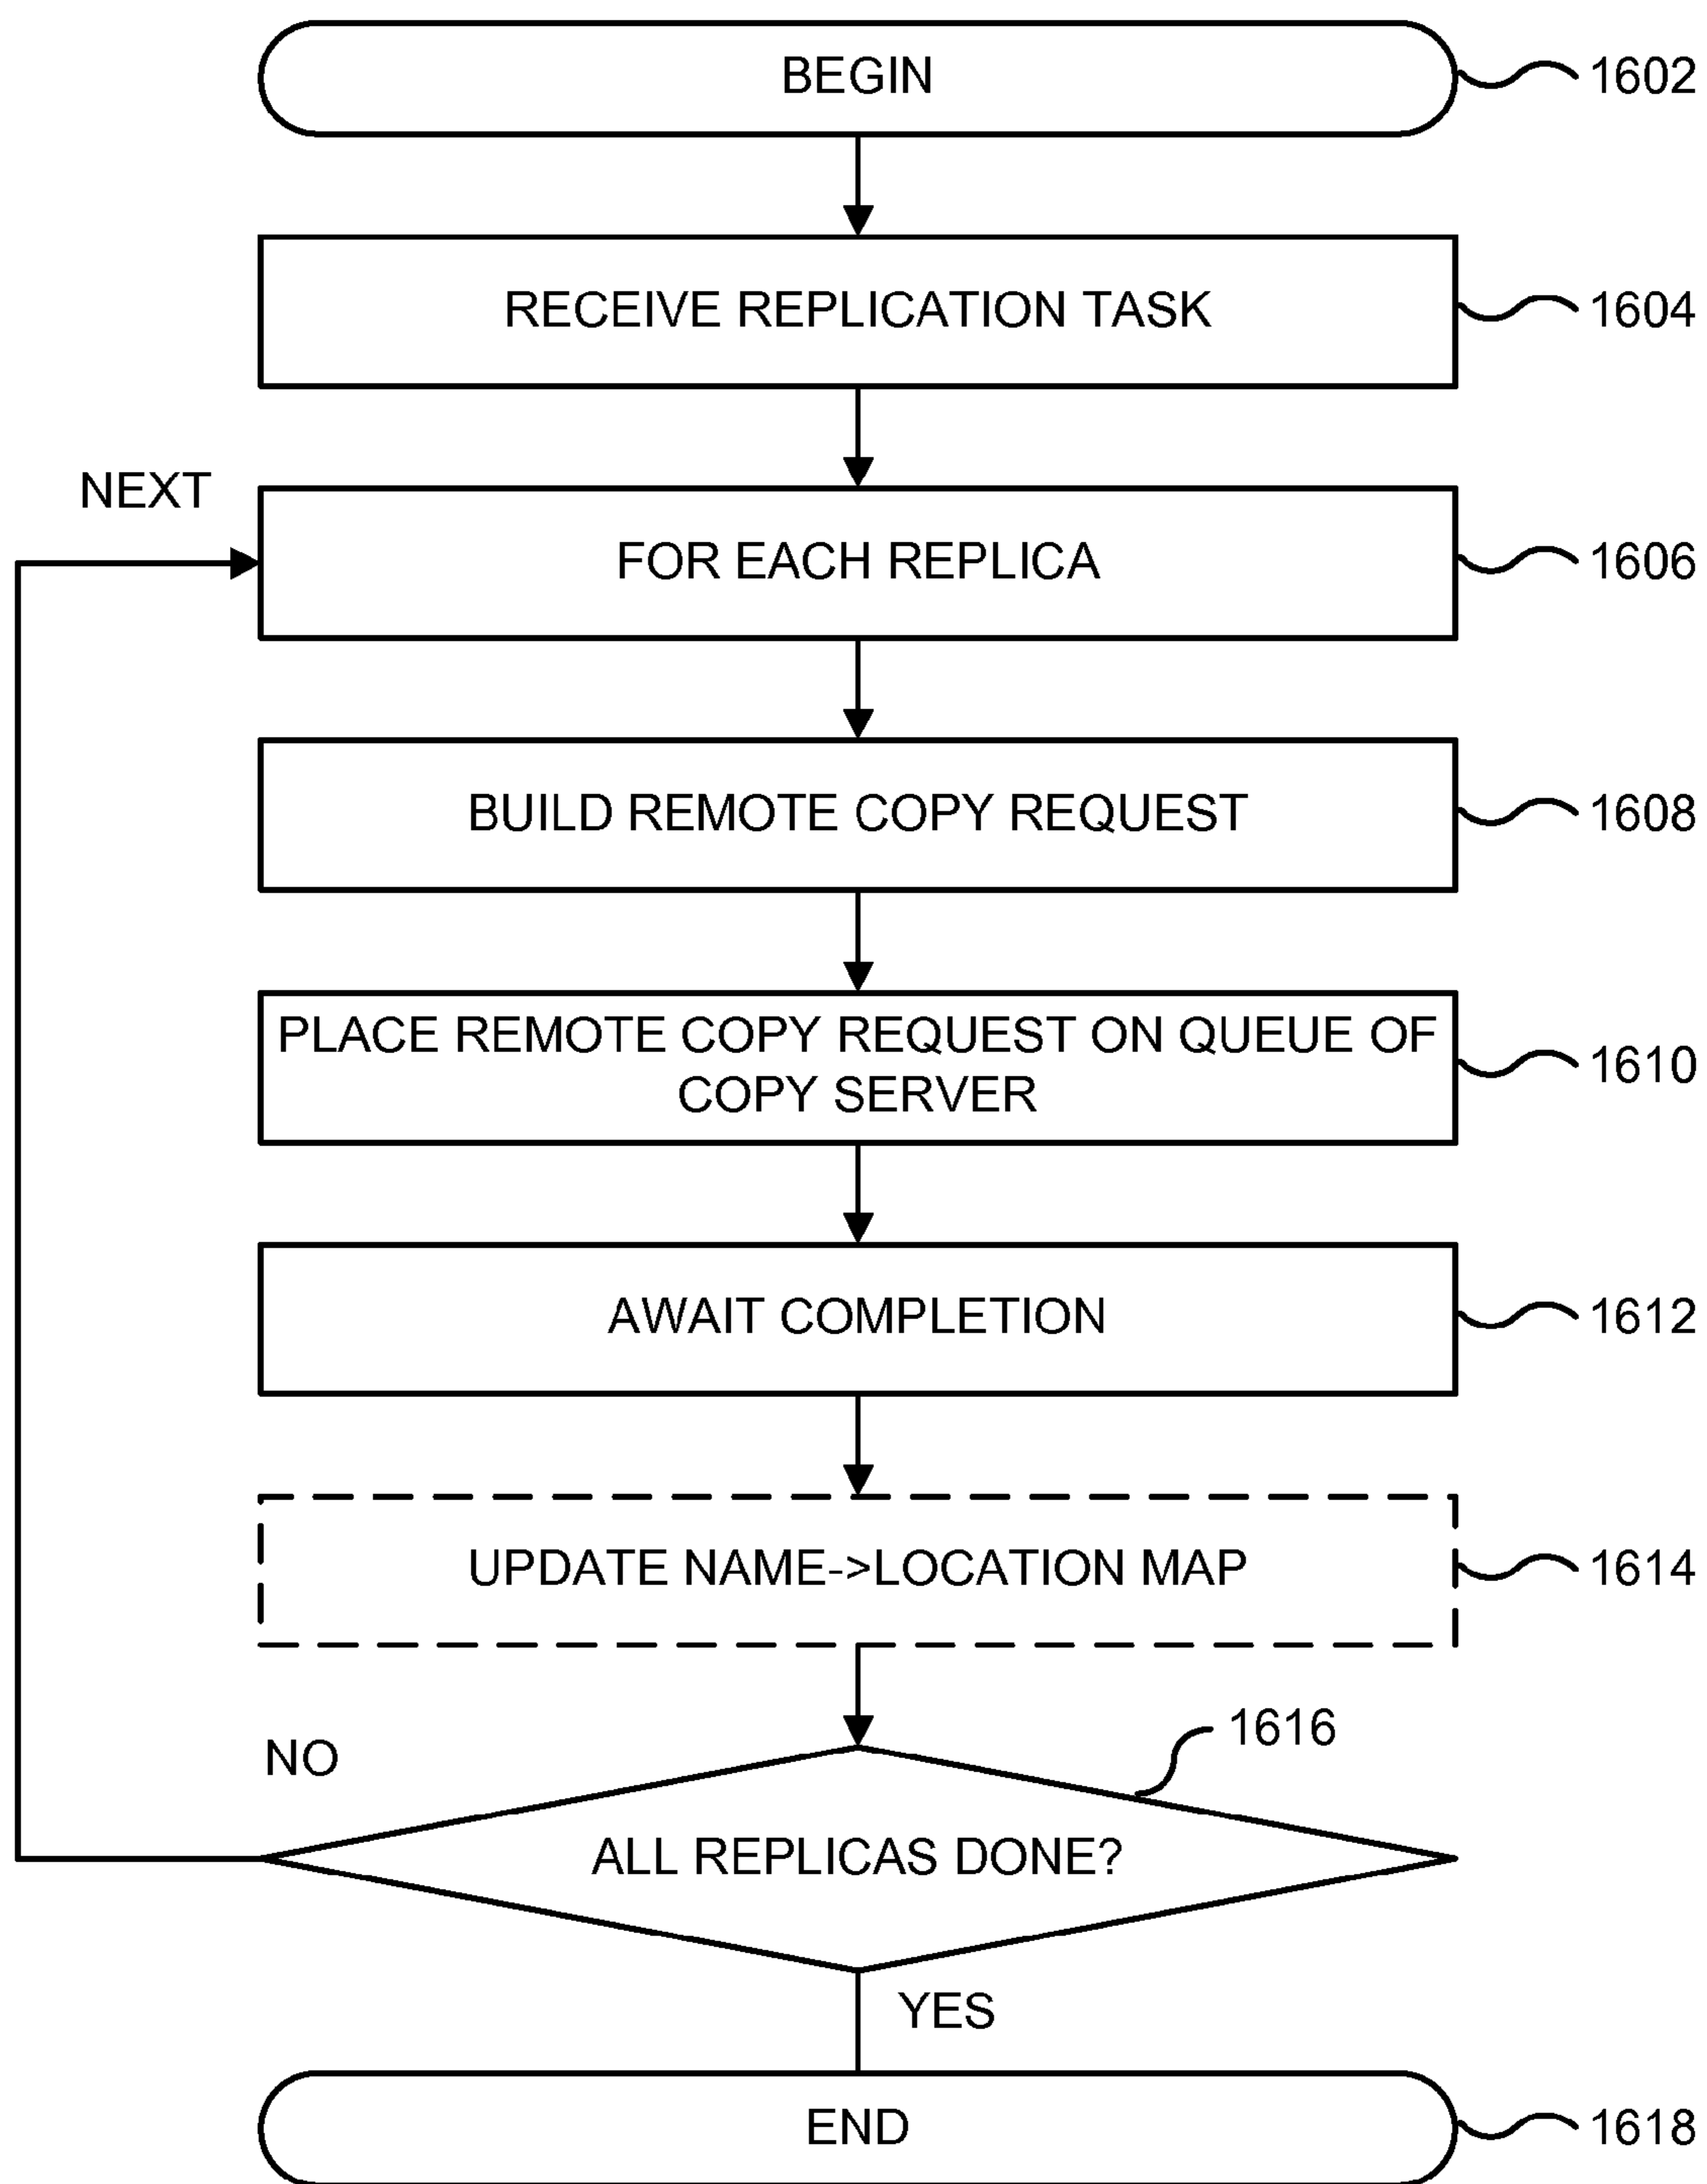 BEGIN
1602
RECEIVE REPLICATION TASK
1604
NEXT
FOR EACH REPLICA
1606
BUILD REMOTE COPY REQUEST
1608
PLACE REMOTE COPY REQUEST ON QUEUE OF
COPY SERVER
1610
AWAIT COMPLETION
1612
UPDATE NAME->LOCATION MAP
1614
1616
NO
ALL REPLICAS DONE?
YES
END
1618